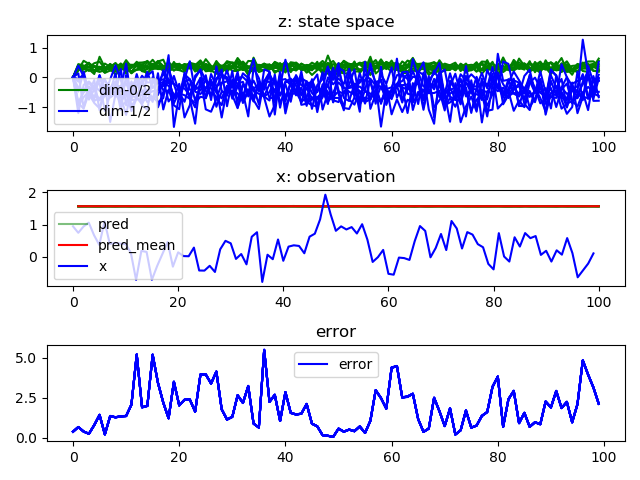 z: state space
1
0
−1
dim-0/2
dim-1/2
0 20 40 60 80 100
x: observation
2
1
0
pred
pred_mean
x
0 20 40 60 80 100
error
5.0
2.5
0.0
error
0 20 40 60 80 100